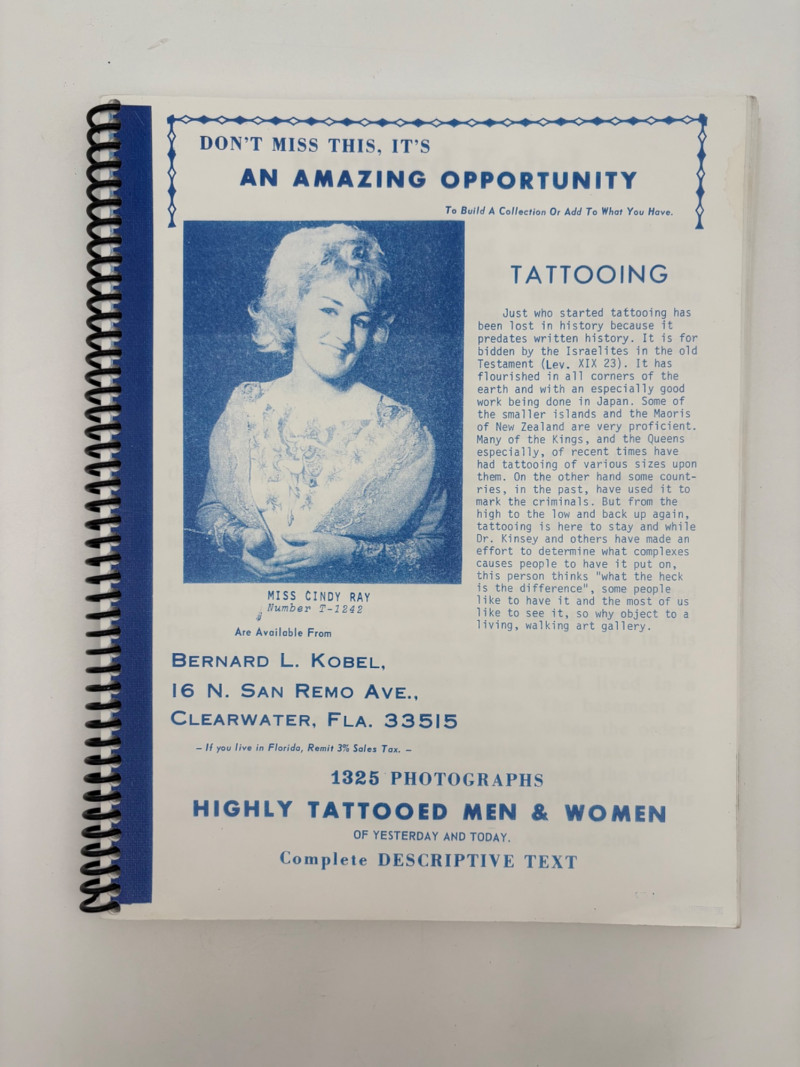 DON'T MISS THIS, IT'S
AN AMAZING OPPORTUNITY
To Build A Collection Or Add To What You Have.
TATTOOING
Just who started tattooing has
been lost in history because it
predates written history. It is for
bidden by the Israelites in the old
Testament (Lev. XIX 23). It has
flourished in all corners of the
earth and with an especially good
work being done in Japan. Some of
the smaller islands and the Maoris
of New Zealand are very proficient.
Many of the Kings, and the Queens
especially, of recent times have
had tattooing of various sizes upon
them. On the other hand some count-
ries, in the past, have used it to
mark the criminals. But from the
high to the low and back up again,
tattooing is here to stay and while
Dr. Kinsey and others have made an
effort to determine what complexes
causes people to have it put on,
this person thinks "what the heck
is the difference", some people
like to have it and the most of us
like to see it, so why object to a
living, walking art gallery.
MISS CINDY RAY
Number T-1242
Are Available From
BERNARD L. KOBEL,
16 N. SAN REMO AVE.,
CLEARWATER, FLA. 33515
– If you live in Florida, Remit 3% Sales Tax. –
1325 PHOTOGRAPHS
HIGHLY TATTOOED MEN & WOMEN
OF YESTERDAY AND TODAY.
Complete DESCRIPTIVE TEXT